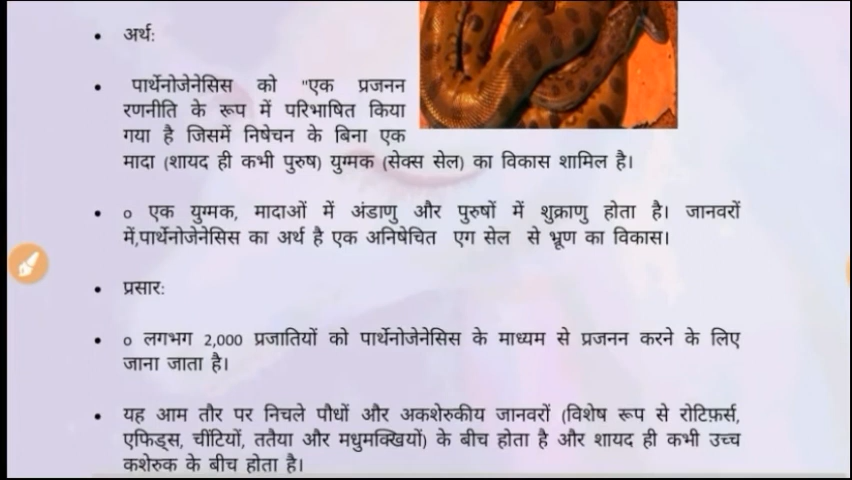 • अर्थ:
• पार्थेनोजेनेसिस को "एक प्रजनन
रणनीति के रूप में परिभाषित किया
गया है जिसमें निषेचन के बिना एक
मादा (शायद ही कभी पुरुष) युग्मक (सेक्स सेल) का विकास शामिल है।
• o एक युग्मक, मादाओं में अंडाणु और पुरुषों में शुक्राणु होता है। जानवरों
में,पार्थेनोजेनेसिस का अर्थ है एक अनिषेचित एग सेल से भ्रूण का विकास।
• प्रसार:
• o लगभग 2,000 प्रजातियों को पार्थेनोजेनेसिस के माध्यम से प्रजनन करने के लिए
जाना जाता है।
• यह आम तौर पर निचले पौधों और अकशेरुकीय जानवरों (विशेष रूप से रोटिफ़र्स,
एफिड्स, चींटियों, ततैया और मधुमक्खियों) के बीच होता है और शायद ही कभी उच्च
कशेरुक के बीच होता है।